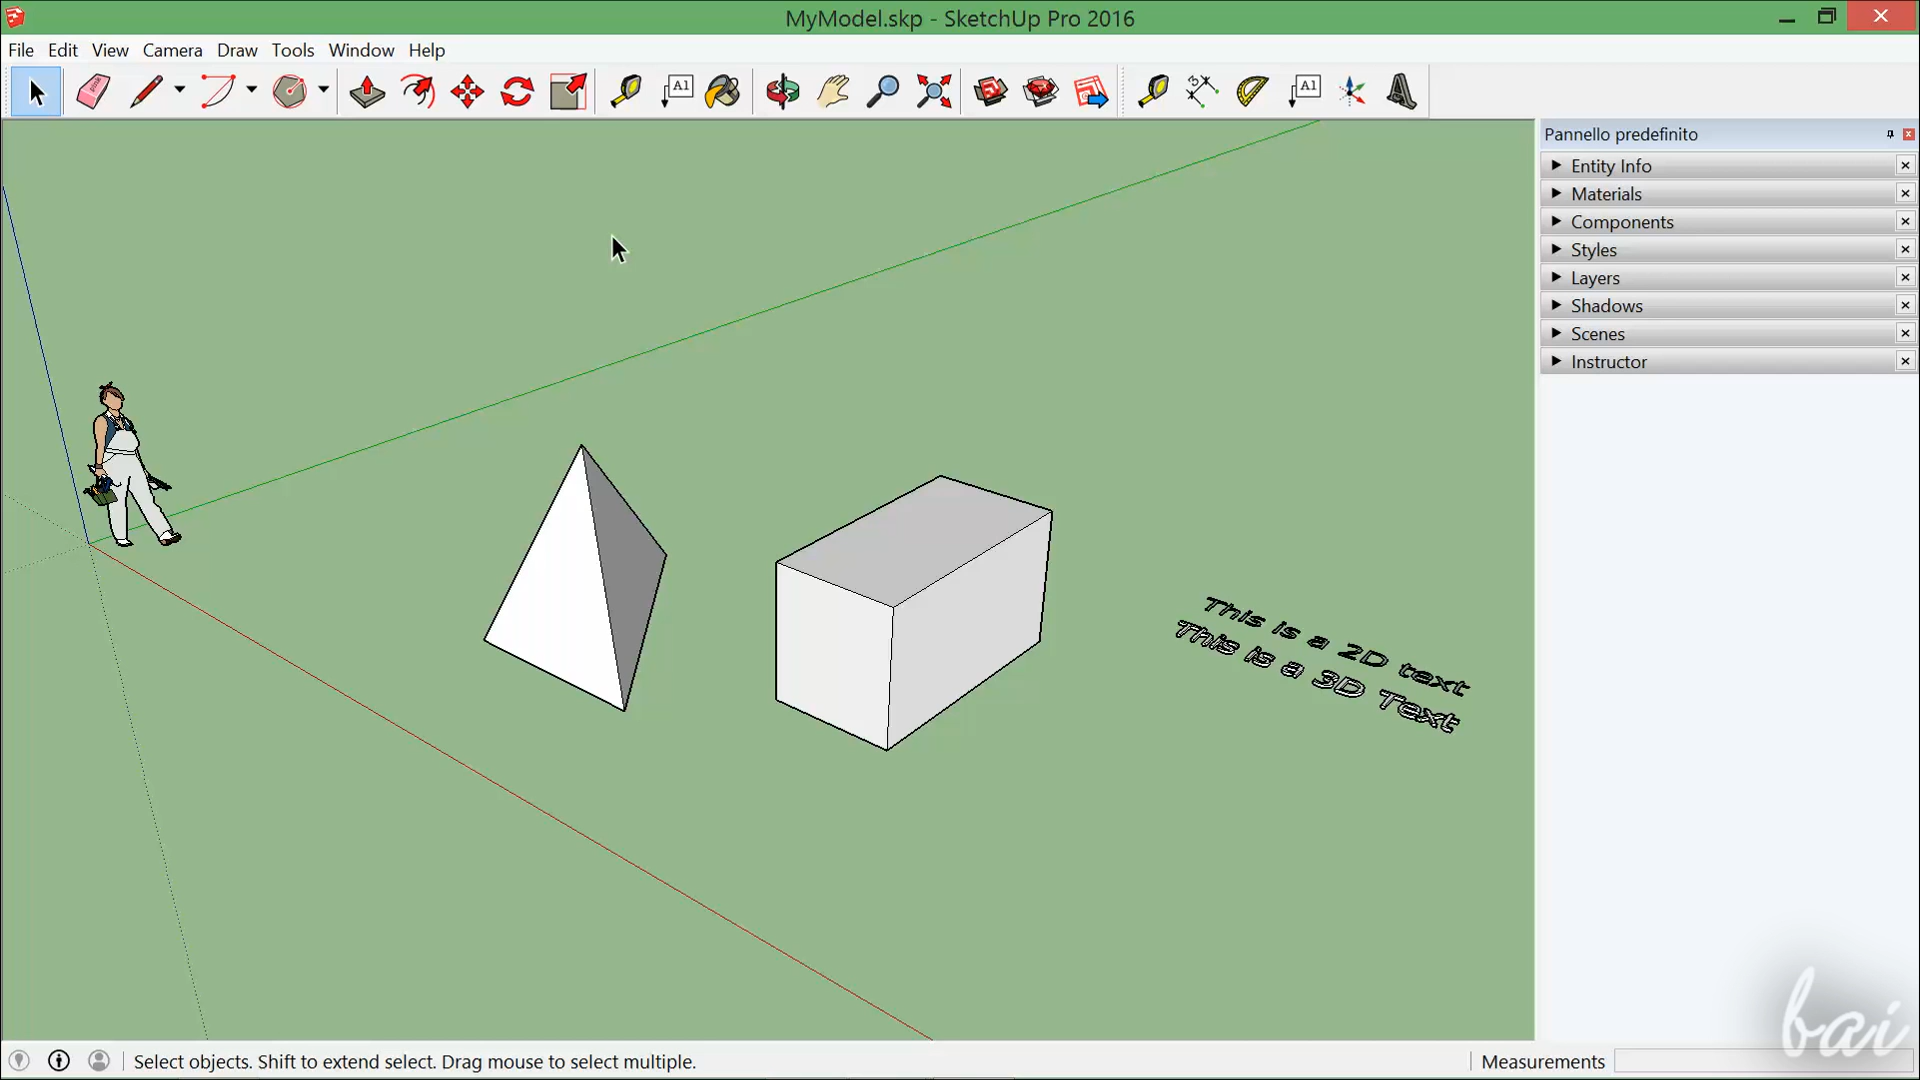 MyModel.skp - SketchUp Pro 2016
File Edit View Camera Draw Tools Window Help
A1
A1
Pannello predefinito
Entity Info
Materials
Components
Styles
Layers
Shadows
Scenes
Instructor
This is a 2D text
This is a 3D Text
Select objects. Shift to extend select. Drag mouse to select multiple.
Measurements
bai